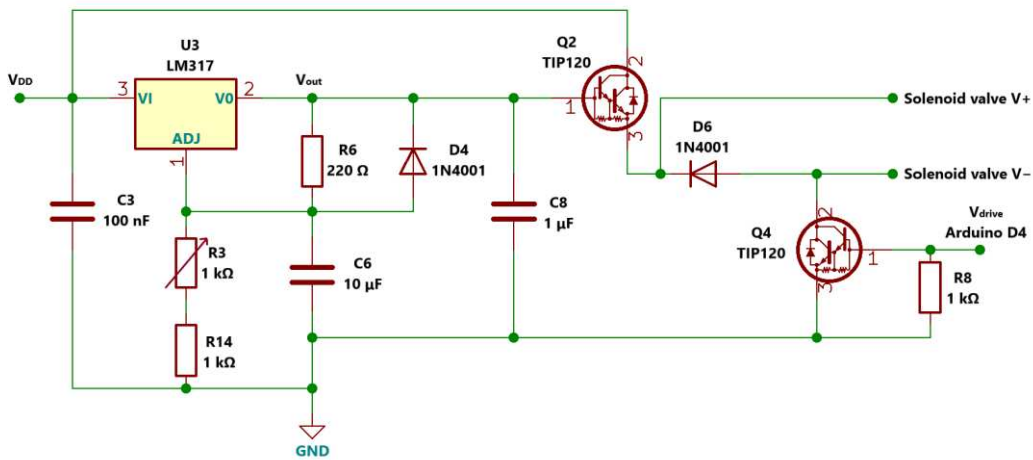 U3
LM317
VDD
3
VI
V0
2
ADJ
1
Vout
Q2
TIP120
2
1
3
Solenoid valve V+
D6
1N4001
Solenoid valve V−
R6
220 Ω
D4
1N4001
C3
100 nF
C8
1 µF
R3
1 kΩ
C6
10 µF
Q4
TIP120
2
1
3
Vdrive
Arduino D4
R8
1 kΩ
R14
1 kΩ
GND